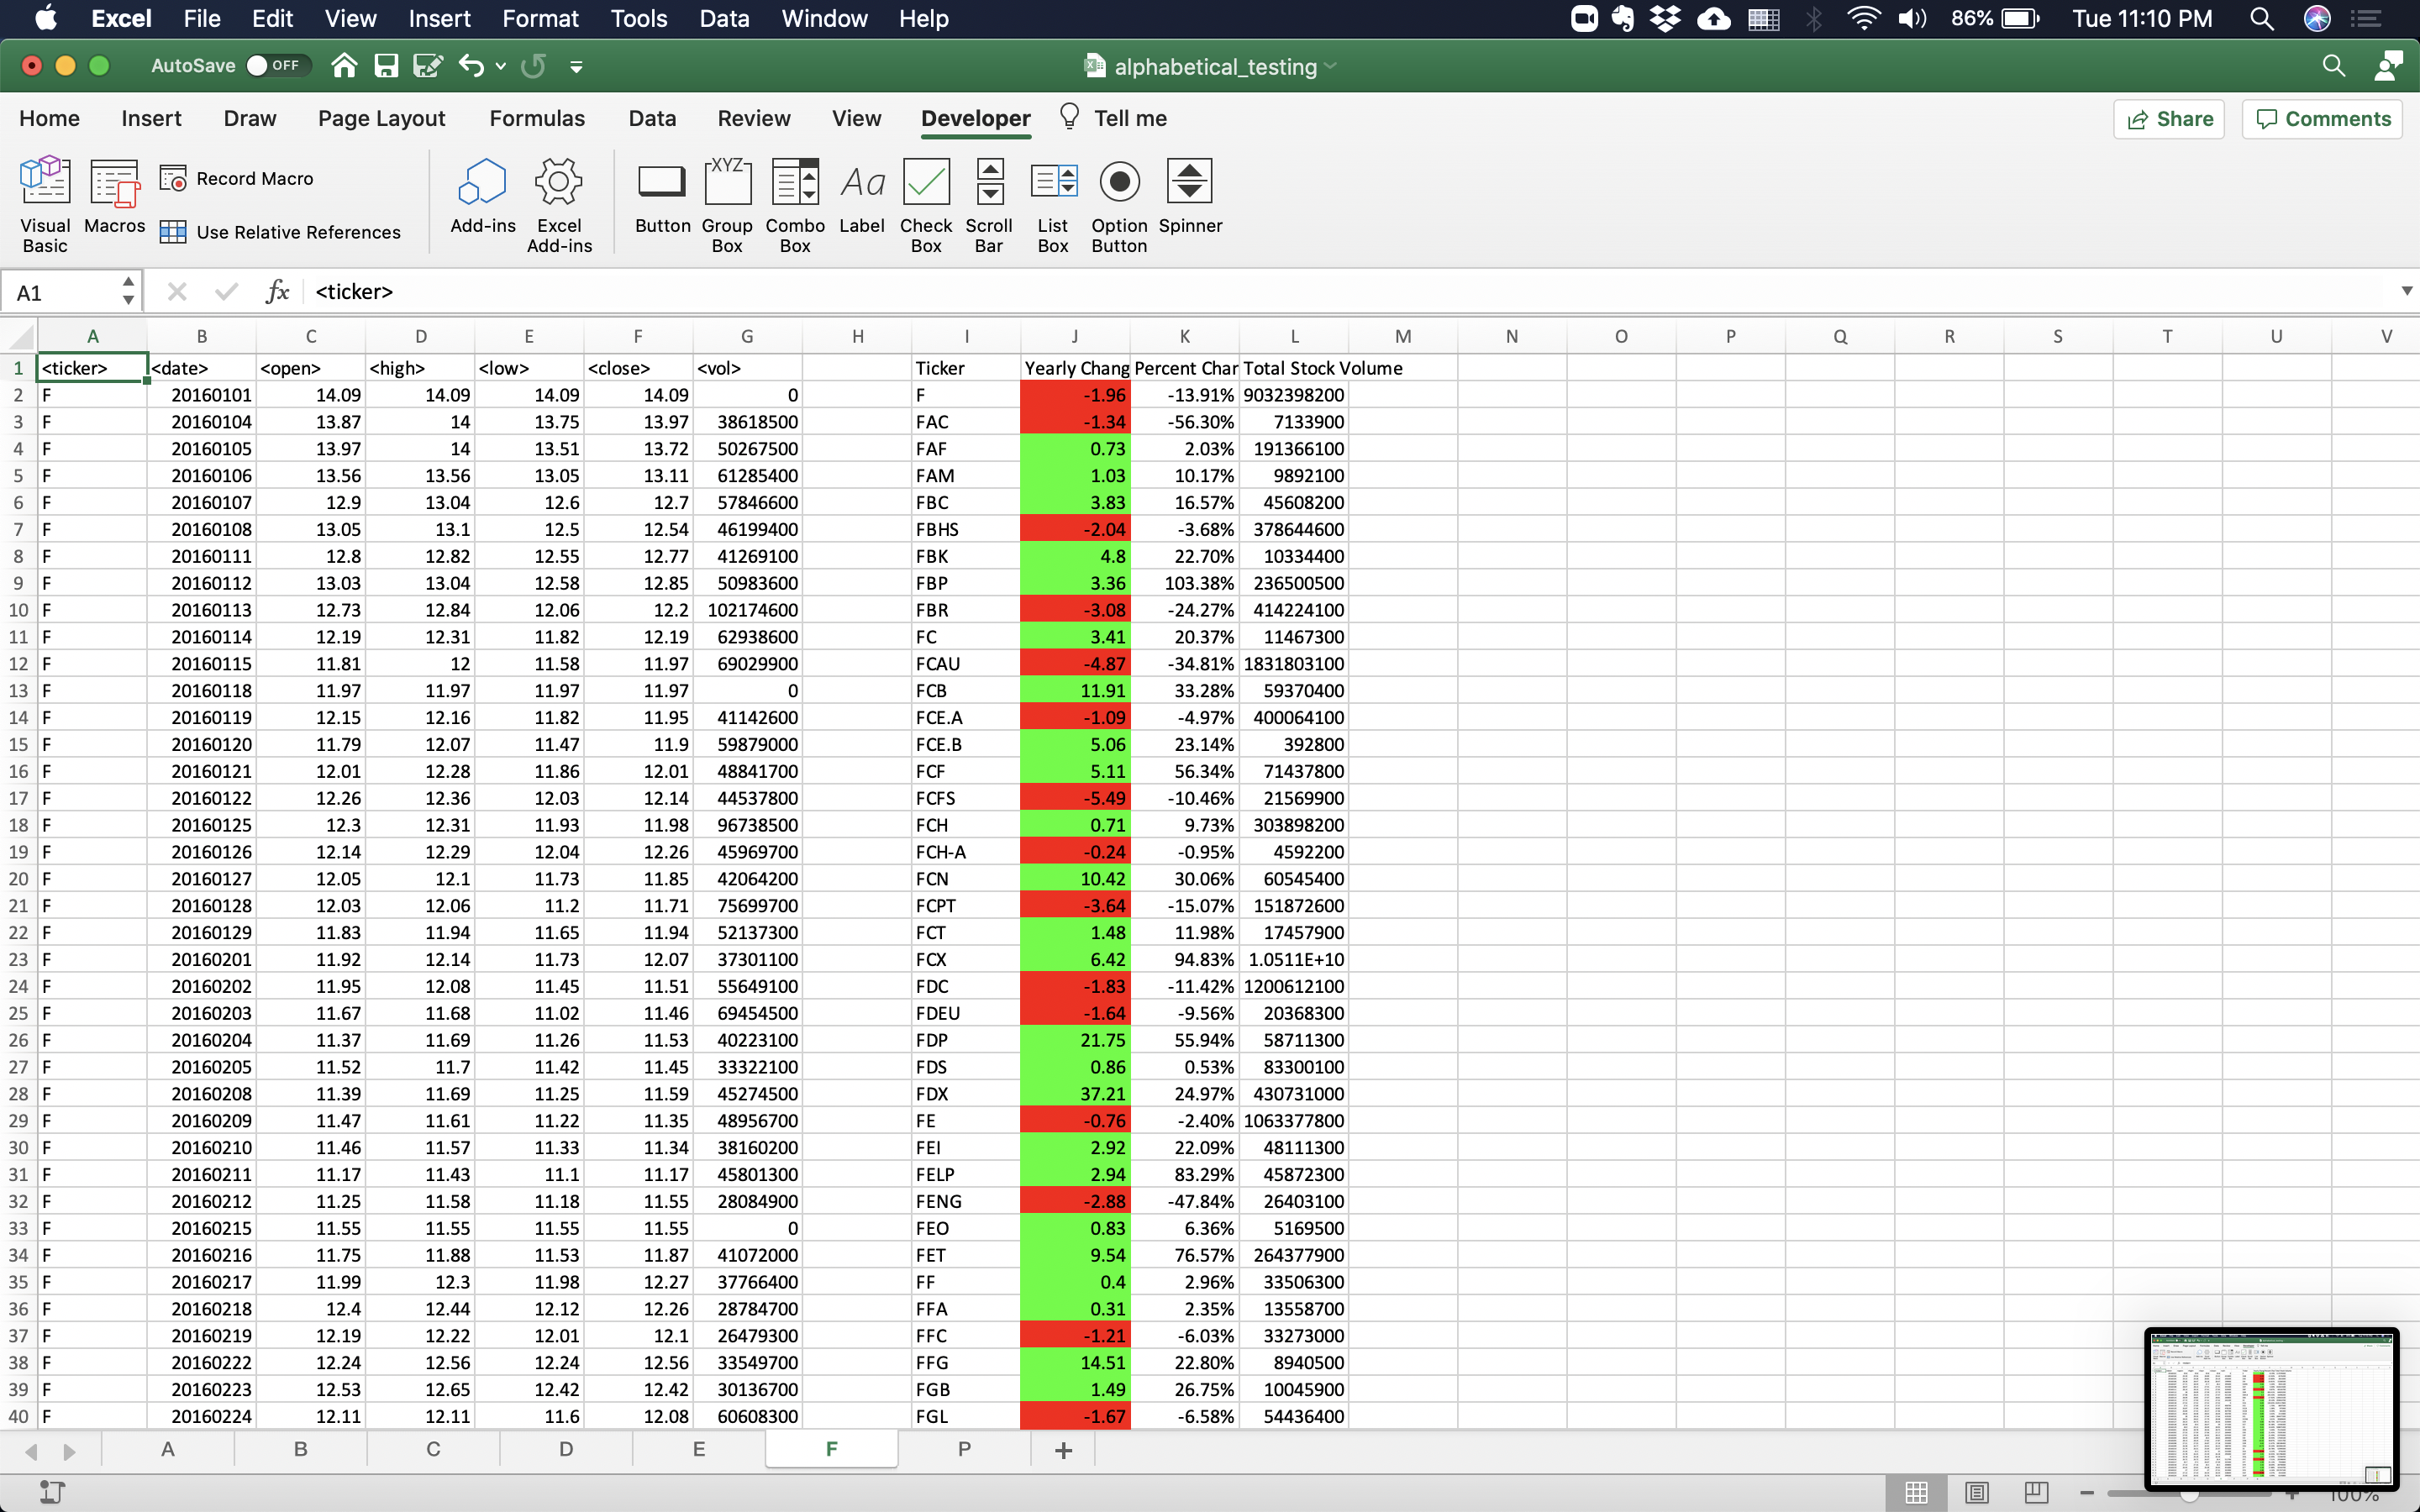 Excel File Edit View Insert Format Tools Data Window Help 86% Tue 11:10 PM
AutoSave OFF alphabetical_testing
Home Insert Draw Page Layout Formulas Data Review View Developer Tell me Share Comments
Visual Basic Macros Record Macro Use Relative References Add-ins Excel Add-ins Button Group Box Combo Box Label Check Box Scroll Bar List Box Option Button Spinner
A1 fx <ticker>
A B C D E F G H I J K L M N O P Q R S T U V
1 <ticker> <date> <open> <high> <low> <close> <vol> Ticker Yearly Chang Percent Char Total Stock Volume
2 F 20160101 14.09 14.09 14.09 14.09 0 F -1.96 -13.91% 9032398200
3 F 20160104 13.87 14 13.75 13.97 38618500 FAC -1.34 -56.30% 7133900
4 F 20160105 13.97 14 13.51 13.72 50267500 FAF 0.73 2.03% 191366100
5 F 20160106 13.56 13.56 13.05 13.11 61285400 FAM 1.03 10.17% 9892100
6 F 20160107 12.9 13.04 12.6 12.7 57846600 FBC 3.83 16.57% 45608200
7 F 20160108 13.05 13.1 12.5 12.54 46199400 FBHS -2.04 -3.68% 378644600
8 F 20160111 12.8 12.82 12.55 12.77 41269100 FBK 4.8 22.70% 10334400
9 F 20160112 13.03 13.04 12.58 12.85 50983600 FBP 3.36 103.38% 236500500
10 F 20160113 12.73 12.84 12.06 12.2 102174600 FBR -3.08 -24.27% 414224100
11 F 20160114 12.19 12.31 11.82 12.19 62938600 FC 3.41 20.37% 11467300
12 F 20160115 11.81 12 11.58 11.97 69029900 FCAU -4.87 -34.81% 1831803100
13 F 20160118 11.97 11.97 11.97 11.97 0 FCB 11.91 33.28% 59370400
14 F 20160119 12.15 12.16 11.82 11.95 41142600 FCE.A -1.09 -4.97% 400064100
15 F 20160120 11.79 12.07 11.47 11.9 59879000 FCE.B 5.06 23.14% 392800
16 F 20160121 12.01 12.28 11.86 12.01 48841700 FCF 5.11 56.34% 71437800
17 F 20160122 12.26 12.36 12.03 12.14 44537800 FCFS -5.49 -10.46% 21569900
18 F 20160125 12.3 12.31 11.93 11.98 96738500 FCH 0.71 9.73% 303898200
19 F 20160126 12.14 12.29 12.04 12.26 45969700 FCH-A -0.24 -0.95% 4592200
20 F 20160127 12.05 12.1 11.73 11.85 42064200 FCN 10.42 30.06% 60545400
21 F 20160128 12.03 12.06 11.2 11.71 75699700 FCPT -3.64 -15.07% 151872600
22 F 20160129 11.83 11.94 11.65 11.94 52137300 FCT 1.48 11.98% 17457900
23 F 20160201 11.92 12.14 11.73 12.07 37301100 FCX 6.42 94.83% 1.0511E+10
24 F 20160202 11.95 12.08 11.45 11.51 55649100 FDC -1.83 -11.42% 1200612100
25 F 20160203 11.67 11.68 11.02 11.46 69454500 FDEU -1.64 -9.56% 20368300
26 F 20160204 11.37 11.69 11.26 11.53 40223100 FDP 21.75 55.94% 58711300
27 F 20160205 11.52 11.7 11.42 11.45 33322100 FDS 0.86 0.53% 83300100
28 F 20160208 11.39 11.69 11.25 11.59 45274500 FDX 37.21 24.97% 430731000
29 F 20160209 11.47 11.61 11.22 11.35 48956700 FE -0.76 -2.40% 1063377800
30 F 20160210 11.46 11.57 11.33 11.34 38160200 FEI 2.92 22.09% 48111300
31 F 20160211 11.17 11.43 11.1 11.17 45801300 FELP 2.94 83.29% 45872300
32 F 20160212 11.25 11.58 11.18 11.55 28084900 FENG -2.88 -47.84% 26403100
33 F 20160215 11.55 11.55 11.55 11.55 0 FEO 0.83 6.36% 5169500
34 F 20160216 11.75 11.88 11.53 11.87 41072000 FET 9.54 76.57% 264377900
35 F 20160217 11.99 12.3 11.98 12.27 37766400 FF 0.4 2.96% 33506300
36 F 20160218 12.4 12.44 12.12 12.26 28784700 FFA 0.31 2.35% 13558700
37 F 20160219 12.19 12.22 12.01 12.1 26479300 FFC -1.21 -6.03% 33273000
38 F 20160222 12.24 12.56 12.24 12.56 33549700 FFG 14.51 22.80% 8940500
39 F 20160223 12.53 12.65 12.42 12.42 30136700 FGB 1.49 26.75% 10045900
40 F 20160224 12.11 12.11 11.6 12.08 60608300 FGL -1.67 -6.58% 54436400
A B C D E F P +
100%